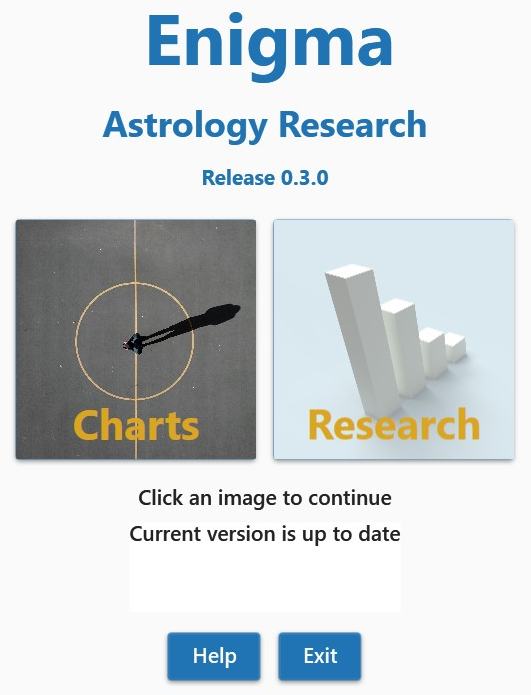 Enigma
Astrology Research
Release 0.3.0
Charts
Research
Click an image to continue
Current version is up to date
Help
Exit